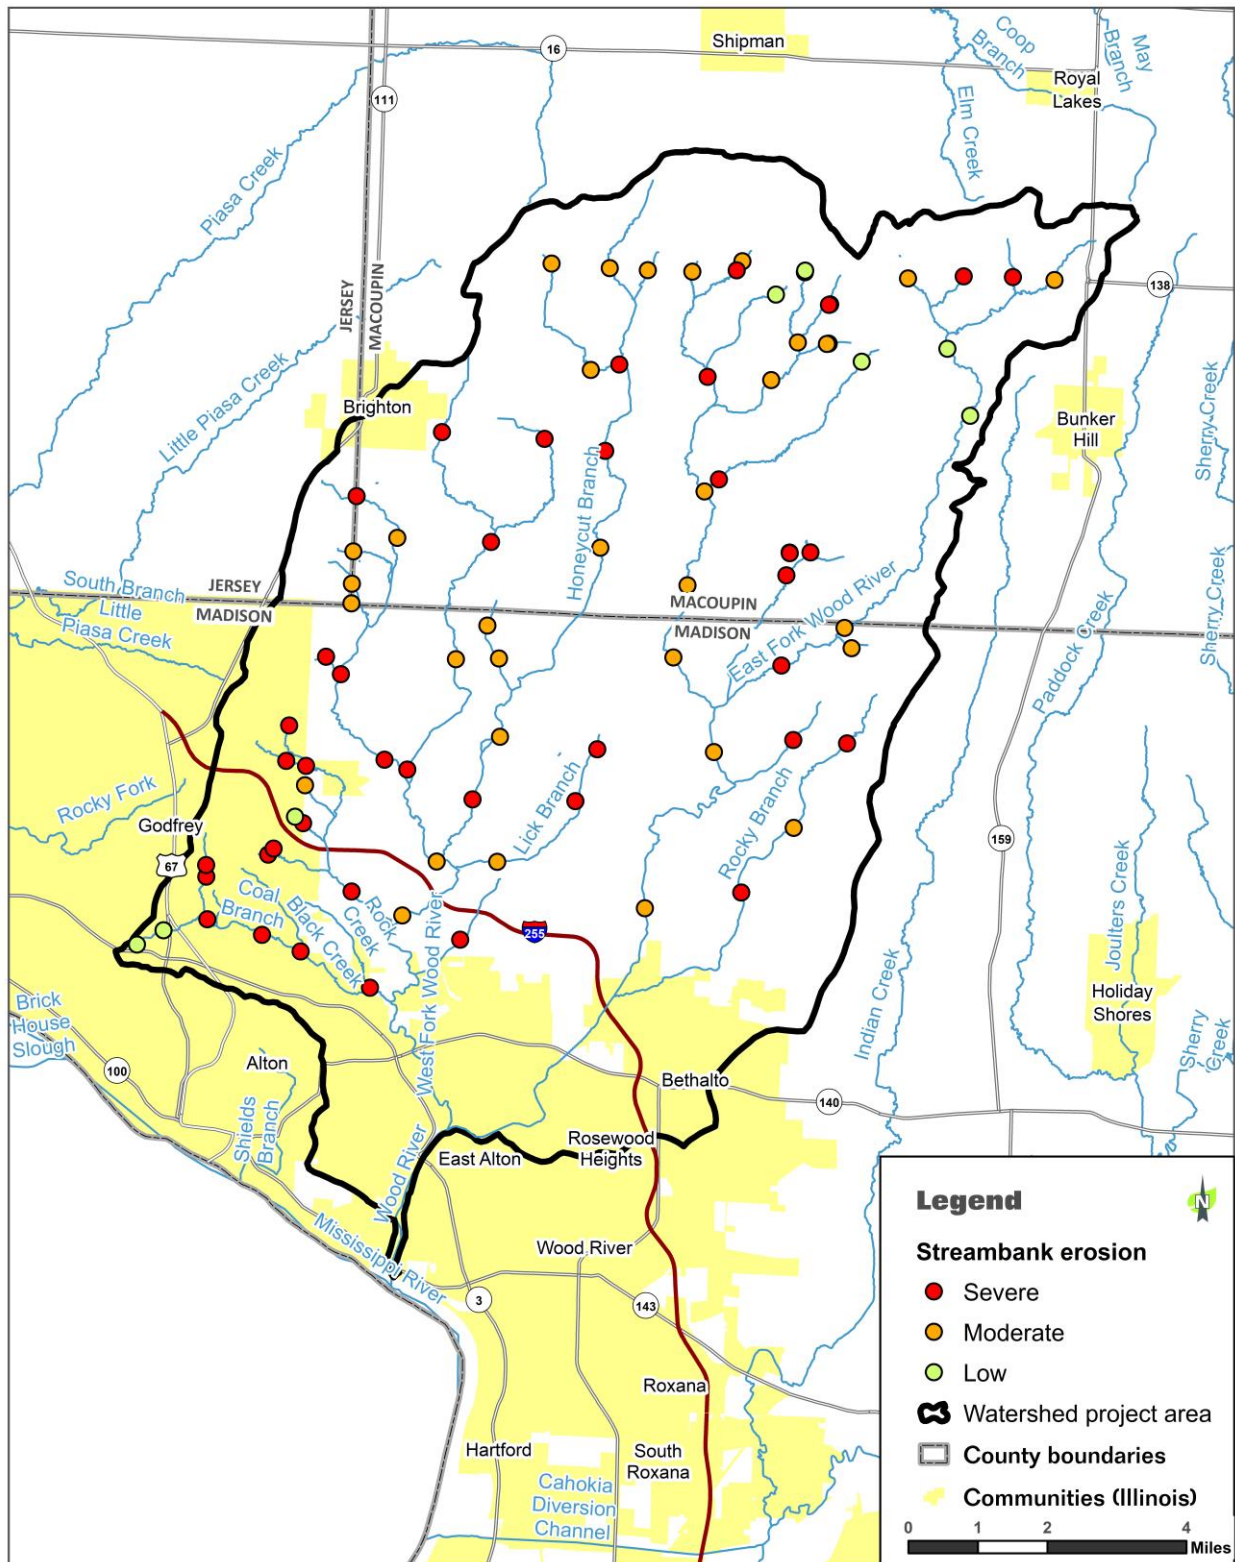 Shipman
16
Coop
Branch
May
Branch
Royal
Lakes
111
Elm Creek
Piasa Creek
JERSEY
MACOUPIN
138
Little Piasa Creek
Brighton
Bunker
Hill
Sherry Creek
Honeycut Branch
South Branch
Little
Piasa Creek
JERSEY
MADISON
MACOUPIN
MADISON
East Fork Wood River
Paddock Creek
Sherry Creek
Rocky Fork
Godfrey
67
Lick Branch
Rocky Branch
159
Coal
Branch
Black Creek
Rock
Creek
West Fork Wood River
255
Indian Creek
Joulters Creek
Holiday
Shores
Sherry
Creek
Brick
House
Slough
100
Alton
Shields
Branch
Bethalto
140
Rosewood
Heights
East Alton
Wood River
Mississippi River
Wood River
3
143
Roxana
Hartford
South
Roxana
Cahokia
Diversion
Channel
Legend
N
Streambank erosion
Severe
Moderate
Low
Watershed project area
County boundaries
Communities (Illinois)
0 1 2 4
Miles